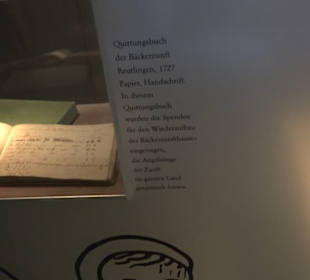 Quittungsbuch
der Bäckerzunft
Reutlingen, 1727
Papier, Handschrift
In diesem
Quittungsbuch
wurden die Spenden
für den Wiederaufbau
des Bäckerzunfthauses
eingetragen,
die Angehörige
der Zunft
im ganzen Land
gesammelt hatten.